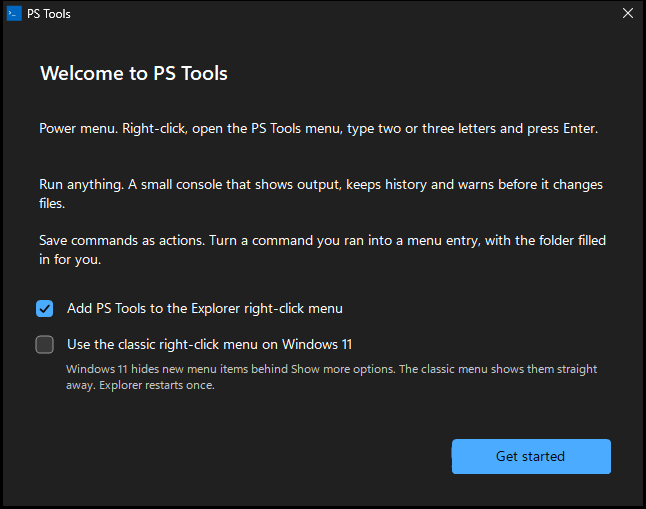 PS Tools
Welcome to PS Tools
Power menu. Right-click, open the PS Tools menu, type two or three letters and press Enter.
Run anything. A small console that shows output, keeps history and warns before it changes
files.
Save commands as actions. Turn a command you ran into a menu entry, with the folder filled
in for you.
Add PS Tools to the Explorer right-click menu
Use the classic right-click menu on Windows 11
Windows 11 hides new menu items behind Show more options. The classic menu shows them straight
away. Explorer restarts once.
Get started